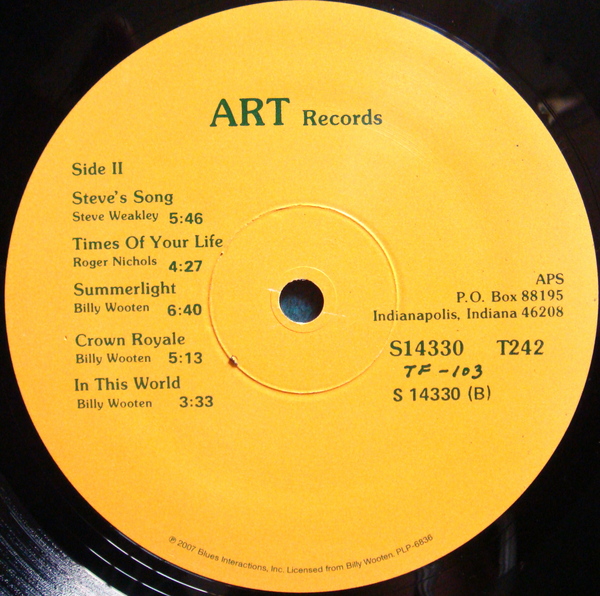 ART Records
Side II
Steve's Song
Steve Weakley 5:46
Times Of Your Life
Roger Nichols 4:27
Summerlight
Billy Wooten 6:40
Crown Royale
Billy Wooten 5:13
In This World
Billy Wooten 3:33
APS
P.O. Box 88195
Indianapolis, Indiana 46208
S14330 T242
TF-103
S 14330 (B)
℗ 2007 Blues Interactions, Inc. Licensed from Billy Wooten. PLP-6836